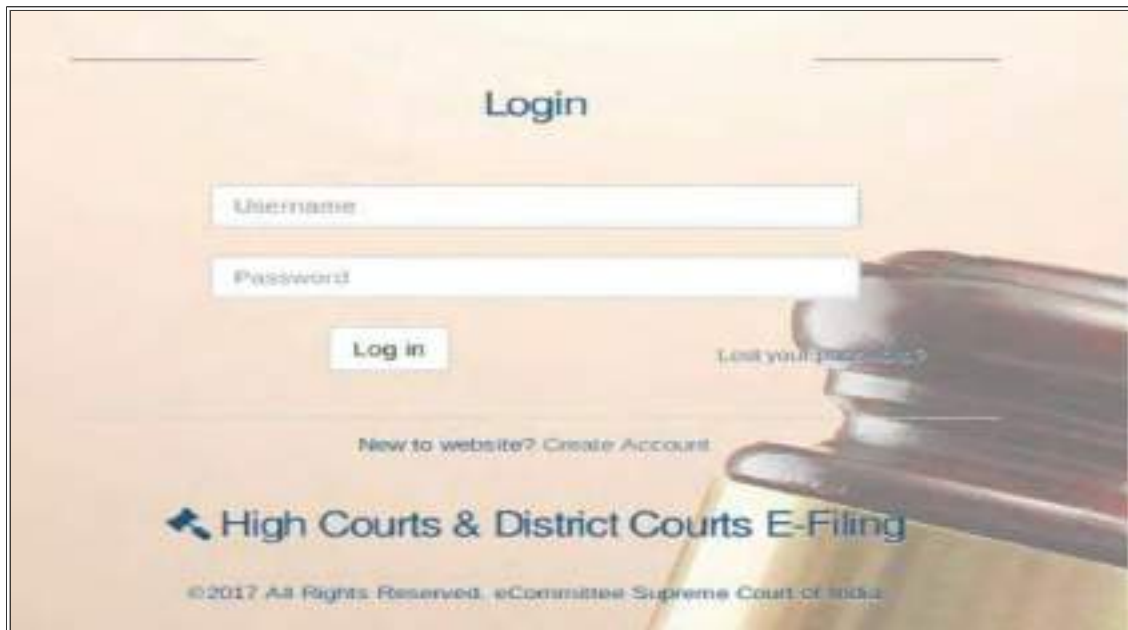 Login
Username
Password
Log in
Lost your password?
New to website? Create Account
High Courts & District Courts E-Filing
©2017 All Rights Reserved. eCommittee Supreme Court of India